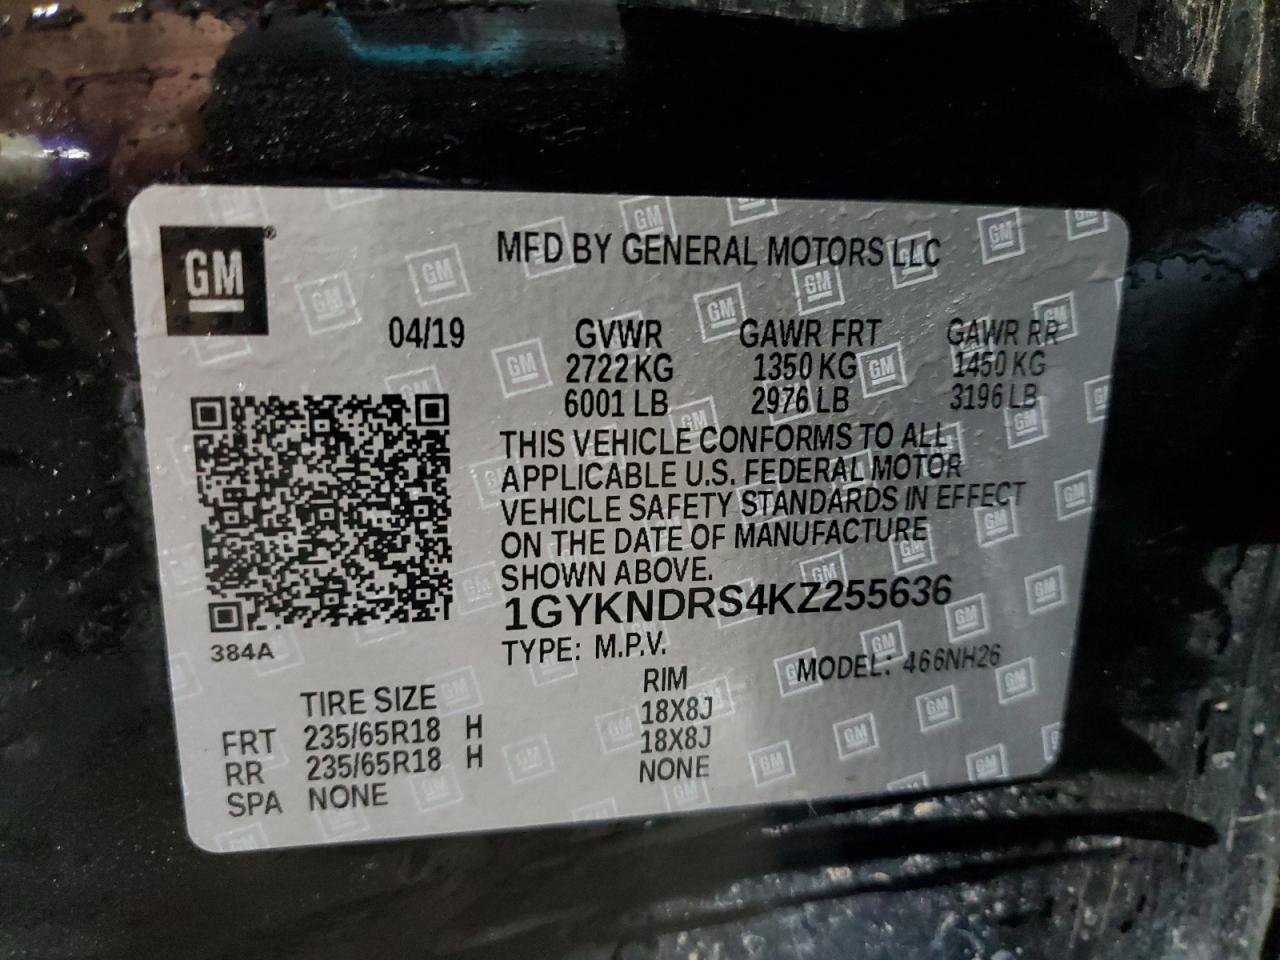 GM
MFD BY GENERAL MOTORS LLC
04/19 GVWR GAWR FRT GAWR RR
2722 KG 1350 KG 1450 KG
6001 LB 2976 LB 3196 LB
THIS VEHICLE CONFORMS TO ALL
APPLICABLE U.S. FEDERAL MOTOR
VEHICLE SAFETY STANDARDS IN EFFECT
ON THE DATE OF MANUFACTURE
SHOWN ABOVE.
1GYKNDRS4KZ255636
384A
TYPE: M.P.V. MODEL: 466NH26
TIRE SIZE RIM
FRT 235/65R18 H 18X8J
RR 235/65R18 H 18X8J
SPA NONE NONE